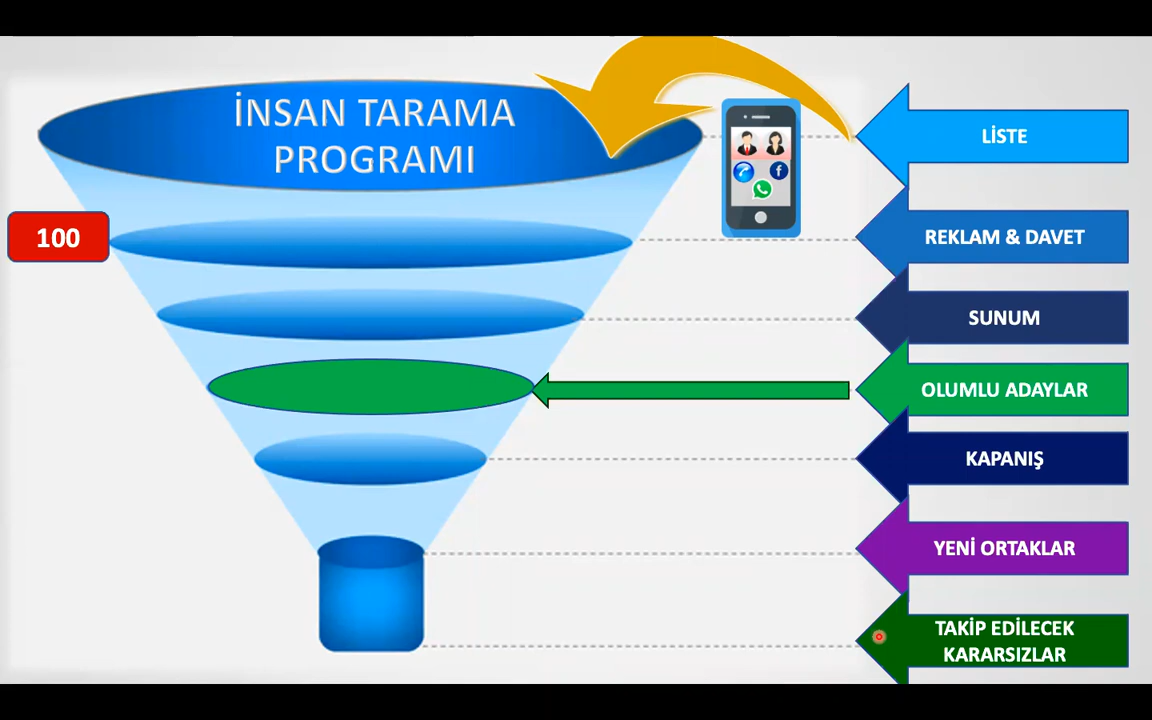 İNSAN TARAMA
PROGRAMI
LİSTE
100
REKLAM & DAVET
SUNUM
OLUMLU ADAYLAR
KAPANIŞ
YENİ ORTAKLAR
TAKİP EDİLECEK
KARARSIZLAR